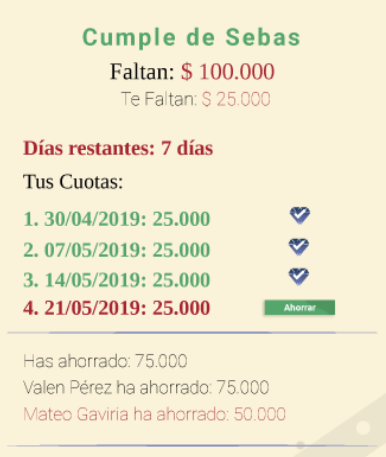 Cumple de Sebas
Faltan: $ 100.000
Te Faltan: $ 25.000
Días restantes: 7 días
Tus Cuotas:
1. 30/04/2019: 25.000
2. 07/05/2019: 25.000
3. 14/05/2019: 25.000
4. 21/05/2019: 25.000 Ahorrar
Has ahorrado: 75.000
Valen Pérez ha ahorrado: 75.000
Mateo Gaviria ha ahorrado: 50.000